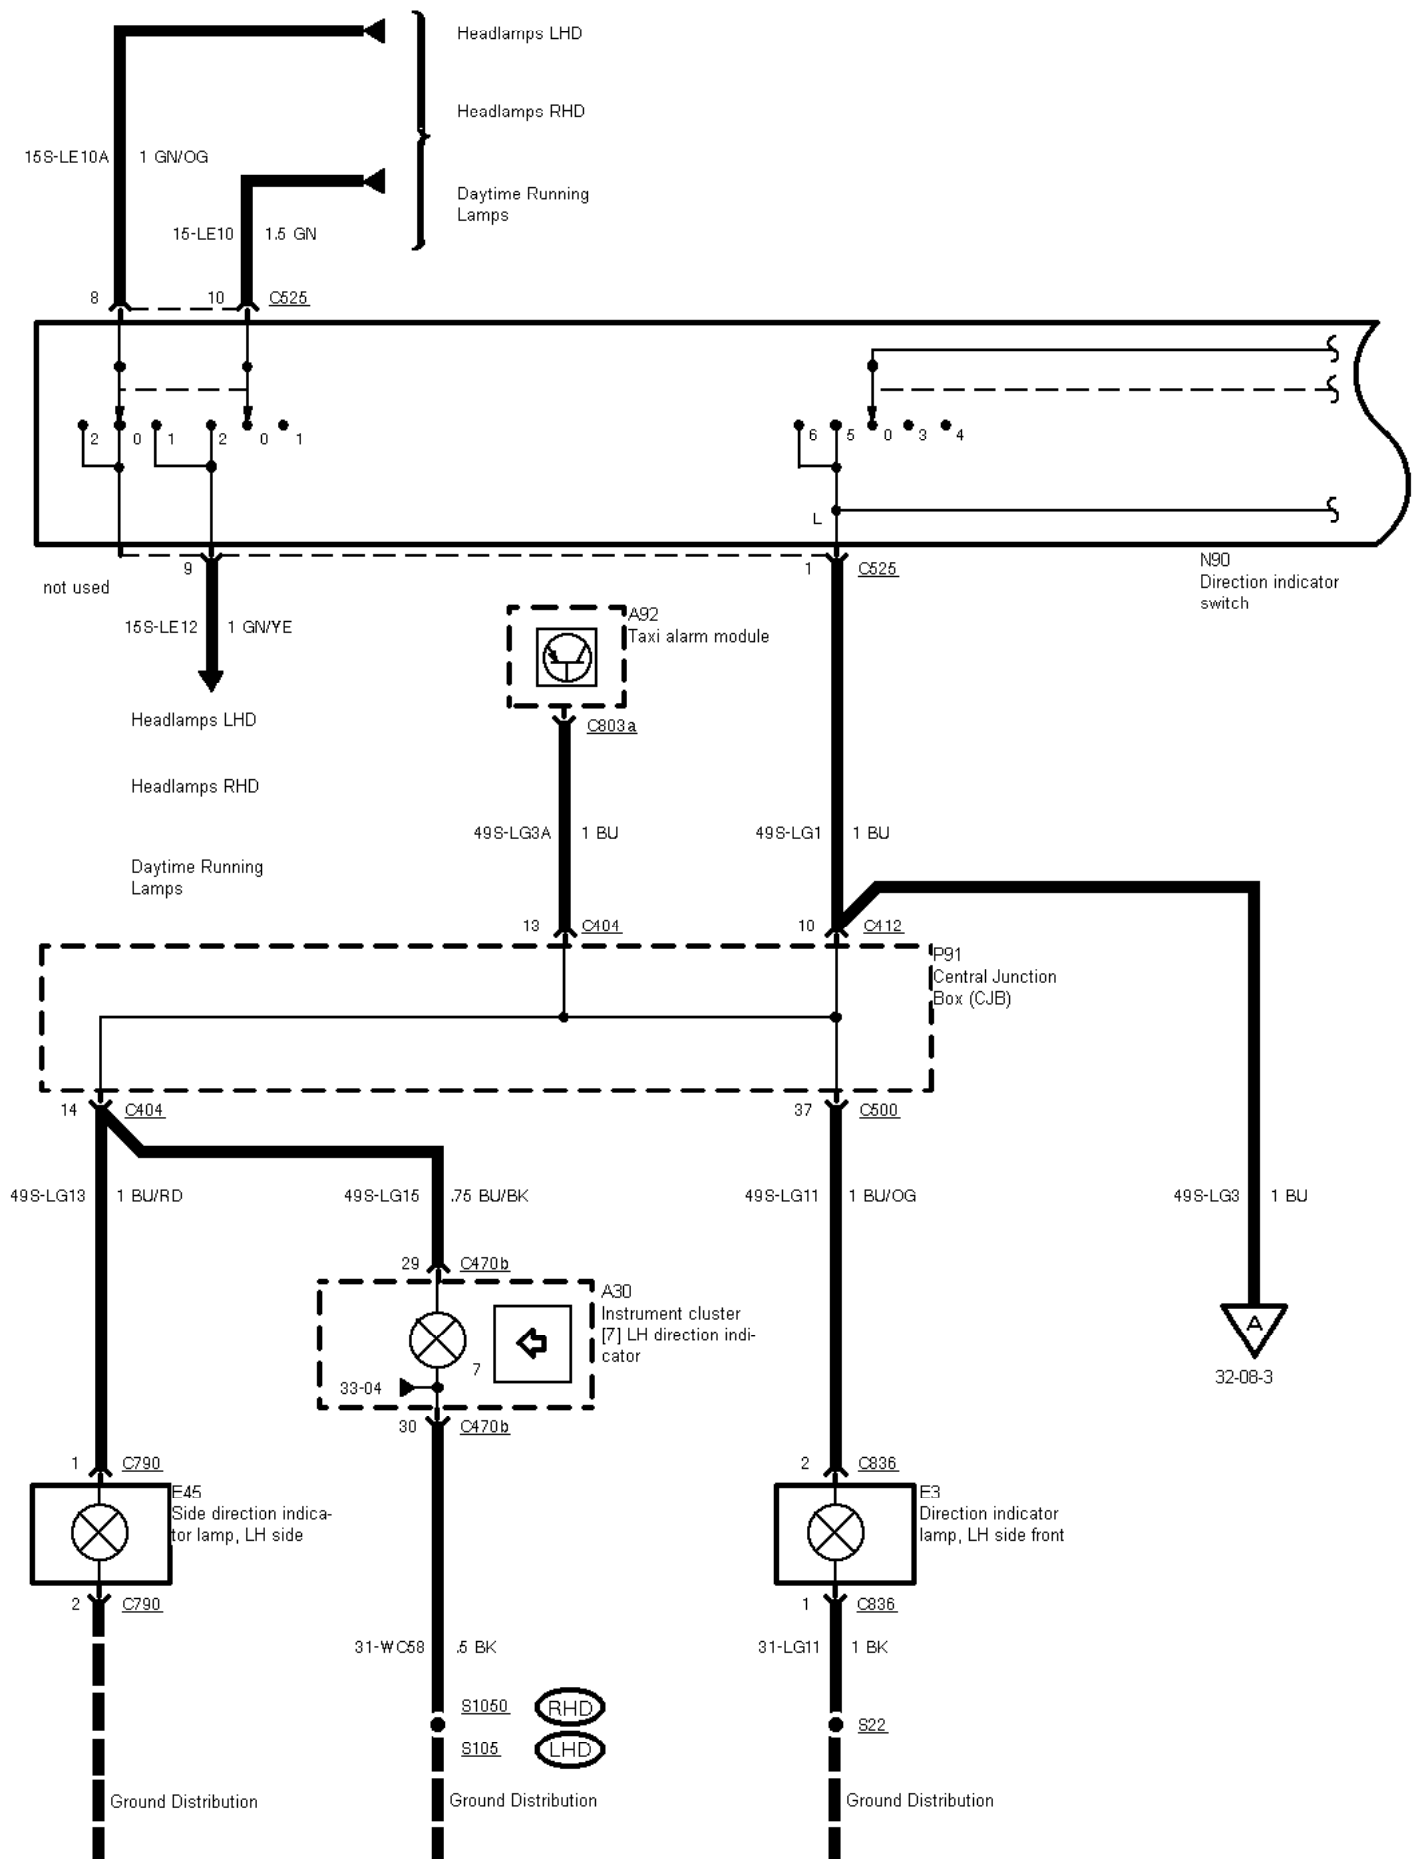 Headlamps LHD
Headlamps RHD
15S-LE10A 1 GN/OG
Daytime Running
Lamps
15-LE10 1.5 GN
8 10 C525
2 0 1 2 0 1 6 5 0 3 4
L
9 1 C525
N90
Direction indicator
switch
not used
A92
Taxi alarm module
15S-LE12 1 GN/YE
Headlamps LHD
C803a
Headlamps RHD
49S-LG3A 1 BU 49S-LG1 1 BU
Daytime Running
Lamps
13 C404 10 C412
P91
Central Junction
Box (CJB)
14 C404 37 C500
49S-LG13 1 BU/RD 49S-LG15 .75 BU/BK 49S-LG11 1 BU/OG 49S-LG3 1 BU
29 C470b
A30
Instrument cluster
[7] LH direction indi-
cator
7
33-04
A
32-08-3
30 C470b
1 C790 2 C836
E45
Side direction indica-
tor lamp, LH side
E3
Direction indicator
lamp, LH side front
2 C790 1 C836
31-WC58 .5 BK 31-LG11 1 BK
S1050 RHD
S22
S105 LHD
Ground Distribution Ground Distribution Ground Distribution